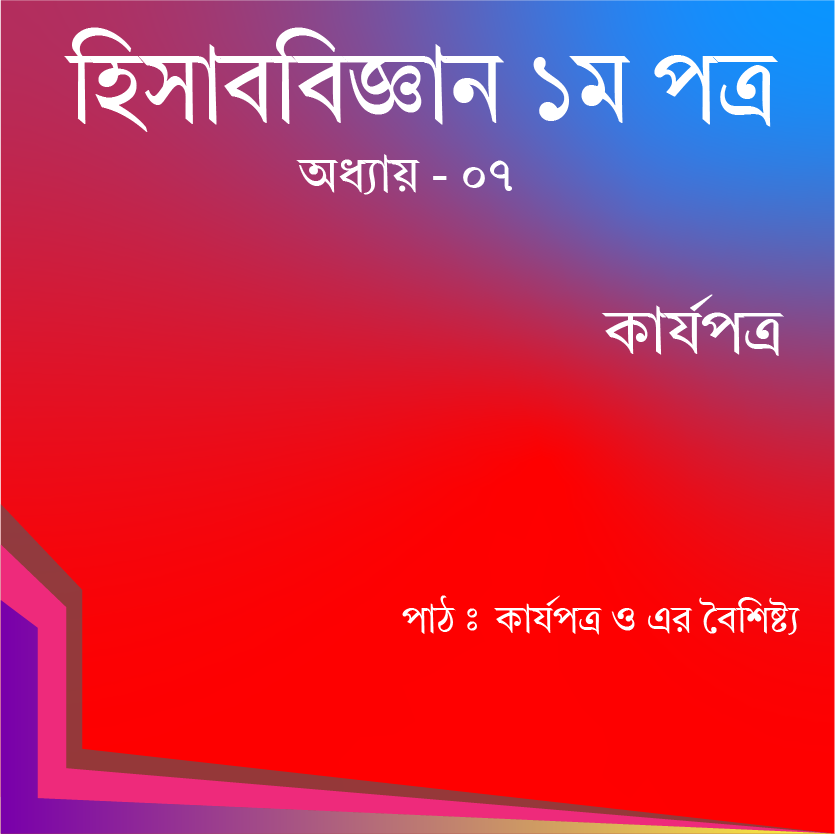 হিসাববিজ্ঞান ১ম পত্র
অধ্যায় - ০৭
কার্যপত্র
পাঠ ঃ কার্যপত্র ও এর বৈশিষ্ট্য